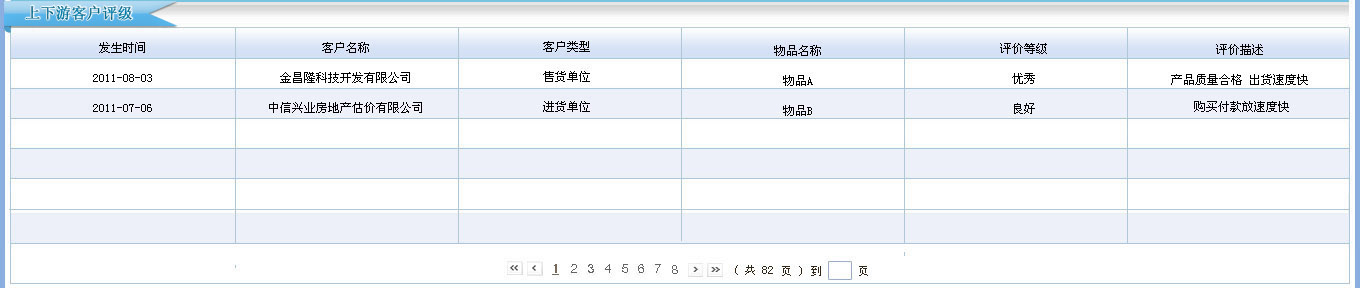 上下游客户评级
发生时间 客户名称 客户类型 物品名称 评价等级 评价描述
2011-08-03 金昌隆科技开发有限公司 售货单位 物品A 优秀 产品质量合格 出货速度快
2011-07-06 中信兴业房地产估价有限公司 进货单位 物品B 良好 购买付款放速度快
1 2 3 4 5 6 7 8 ( 共 82 页 ) 到 页